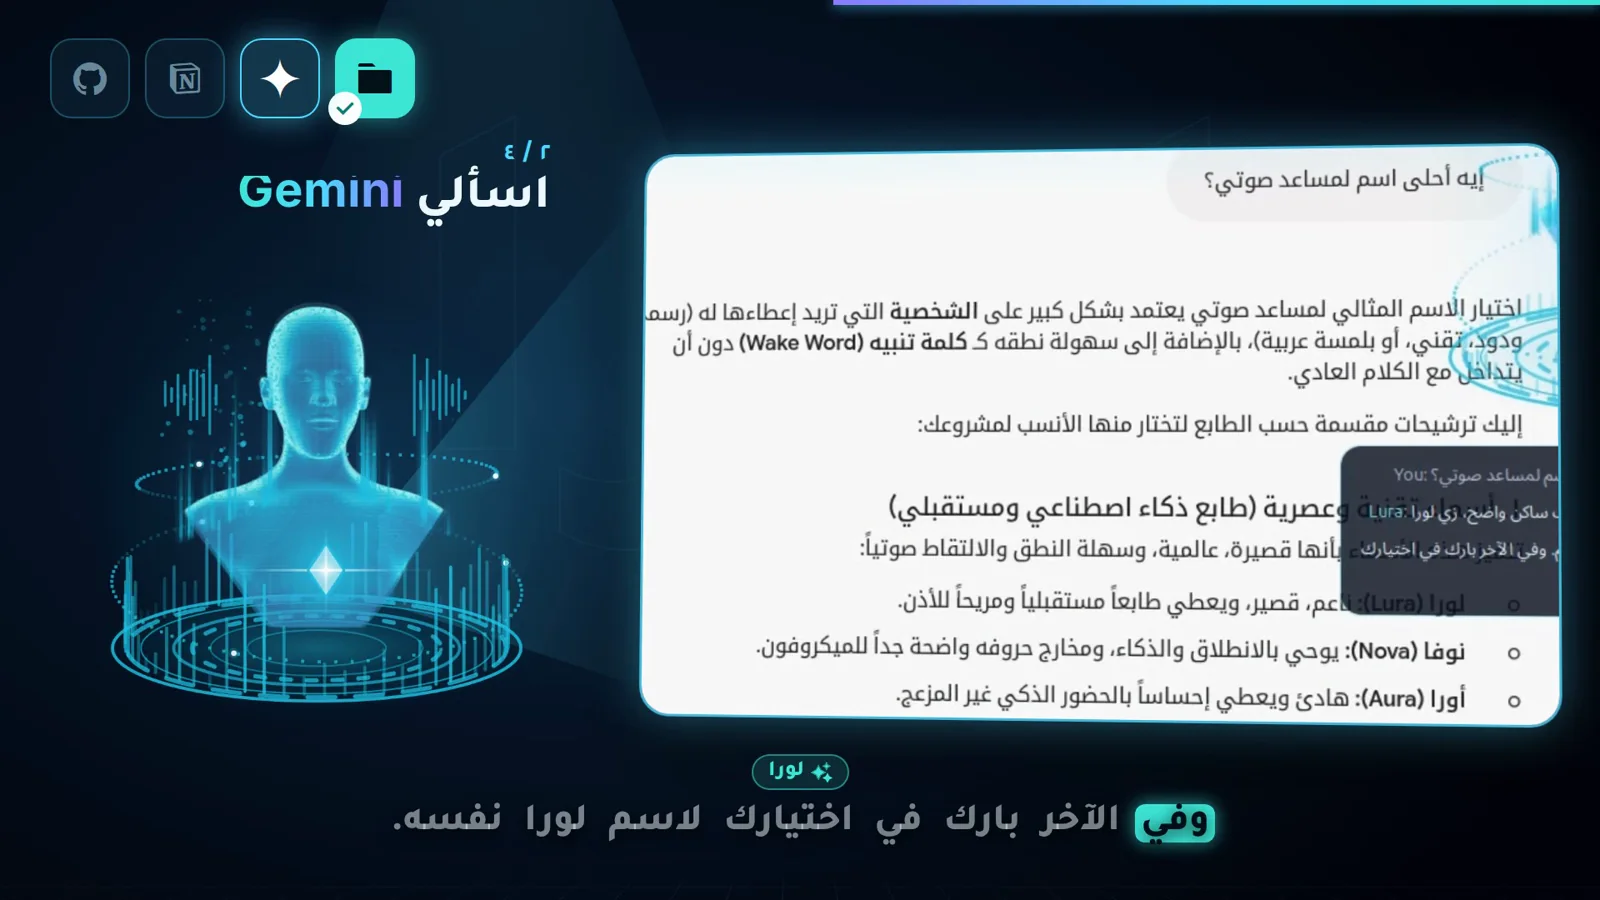 ٢ / ٤
اسألي Gemini
إيه أحلى اسم لمساعد صوتي؟
اختيار الاسم المثالي لمساعد صوتي يعتمد بشكل كبير على الشخصية التي تريد إعطاءها له (رسم
ودود، تقني، أو بلمسة عربية)، بالإضافة إلى سهولة نطقه كـ كلمة تنبيه (Wake Word) دون أن
يتداخل مع الكلام العادي.
إليك ترشيحات مقسمة حسب الطابع لتختار منها الأنسب لمشروعك:
وعصرية (طابع ذكاء اصطناعي ومستقبلي)
بأنها قصيرة، عالمية، وسهلة النطق والالتقاط صوتياً:
لورا (Lura): ناعم، قصير، ويعطي طابعاً مستقبلياً ومريحاً للأذن.
نوفا (Nova): يوحي بالانطلاق والذكاء، ومخارج حروفه واضحة جداً للميكروفون.
أورا (Aura): هادئ ويعطي إحساساً بالحضور الذكي غير المزعج.
You: لمساعد صوتي؟
Lura: ساكن واضح، زي لورا
وفي الآخر بارك في اختيارك
لورا
وفي الآخر بارك في اختيارك لاسم لورا نفسه.